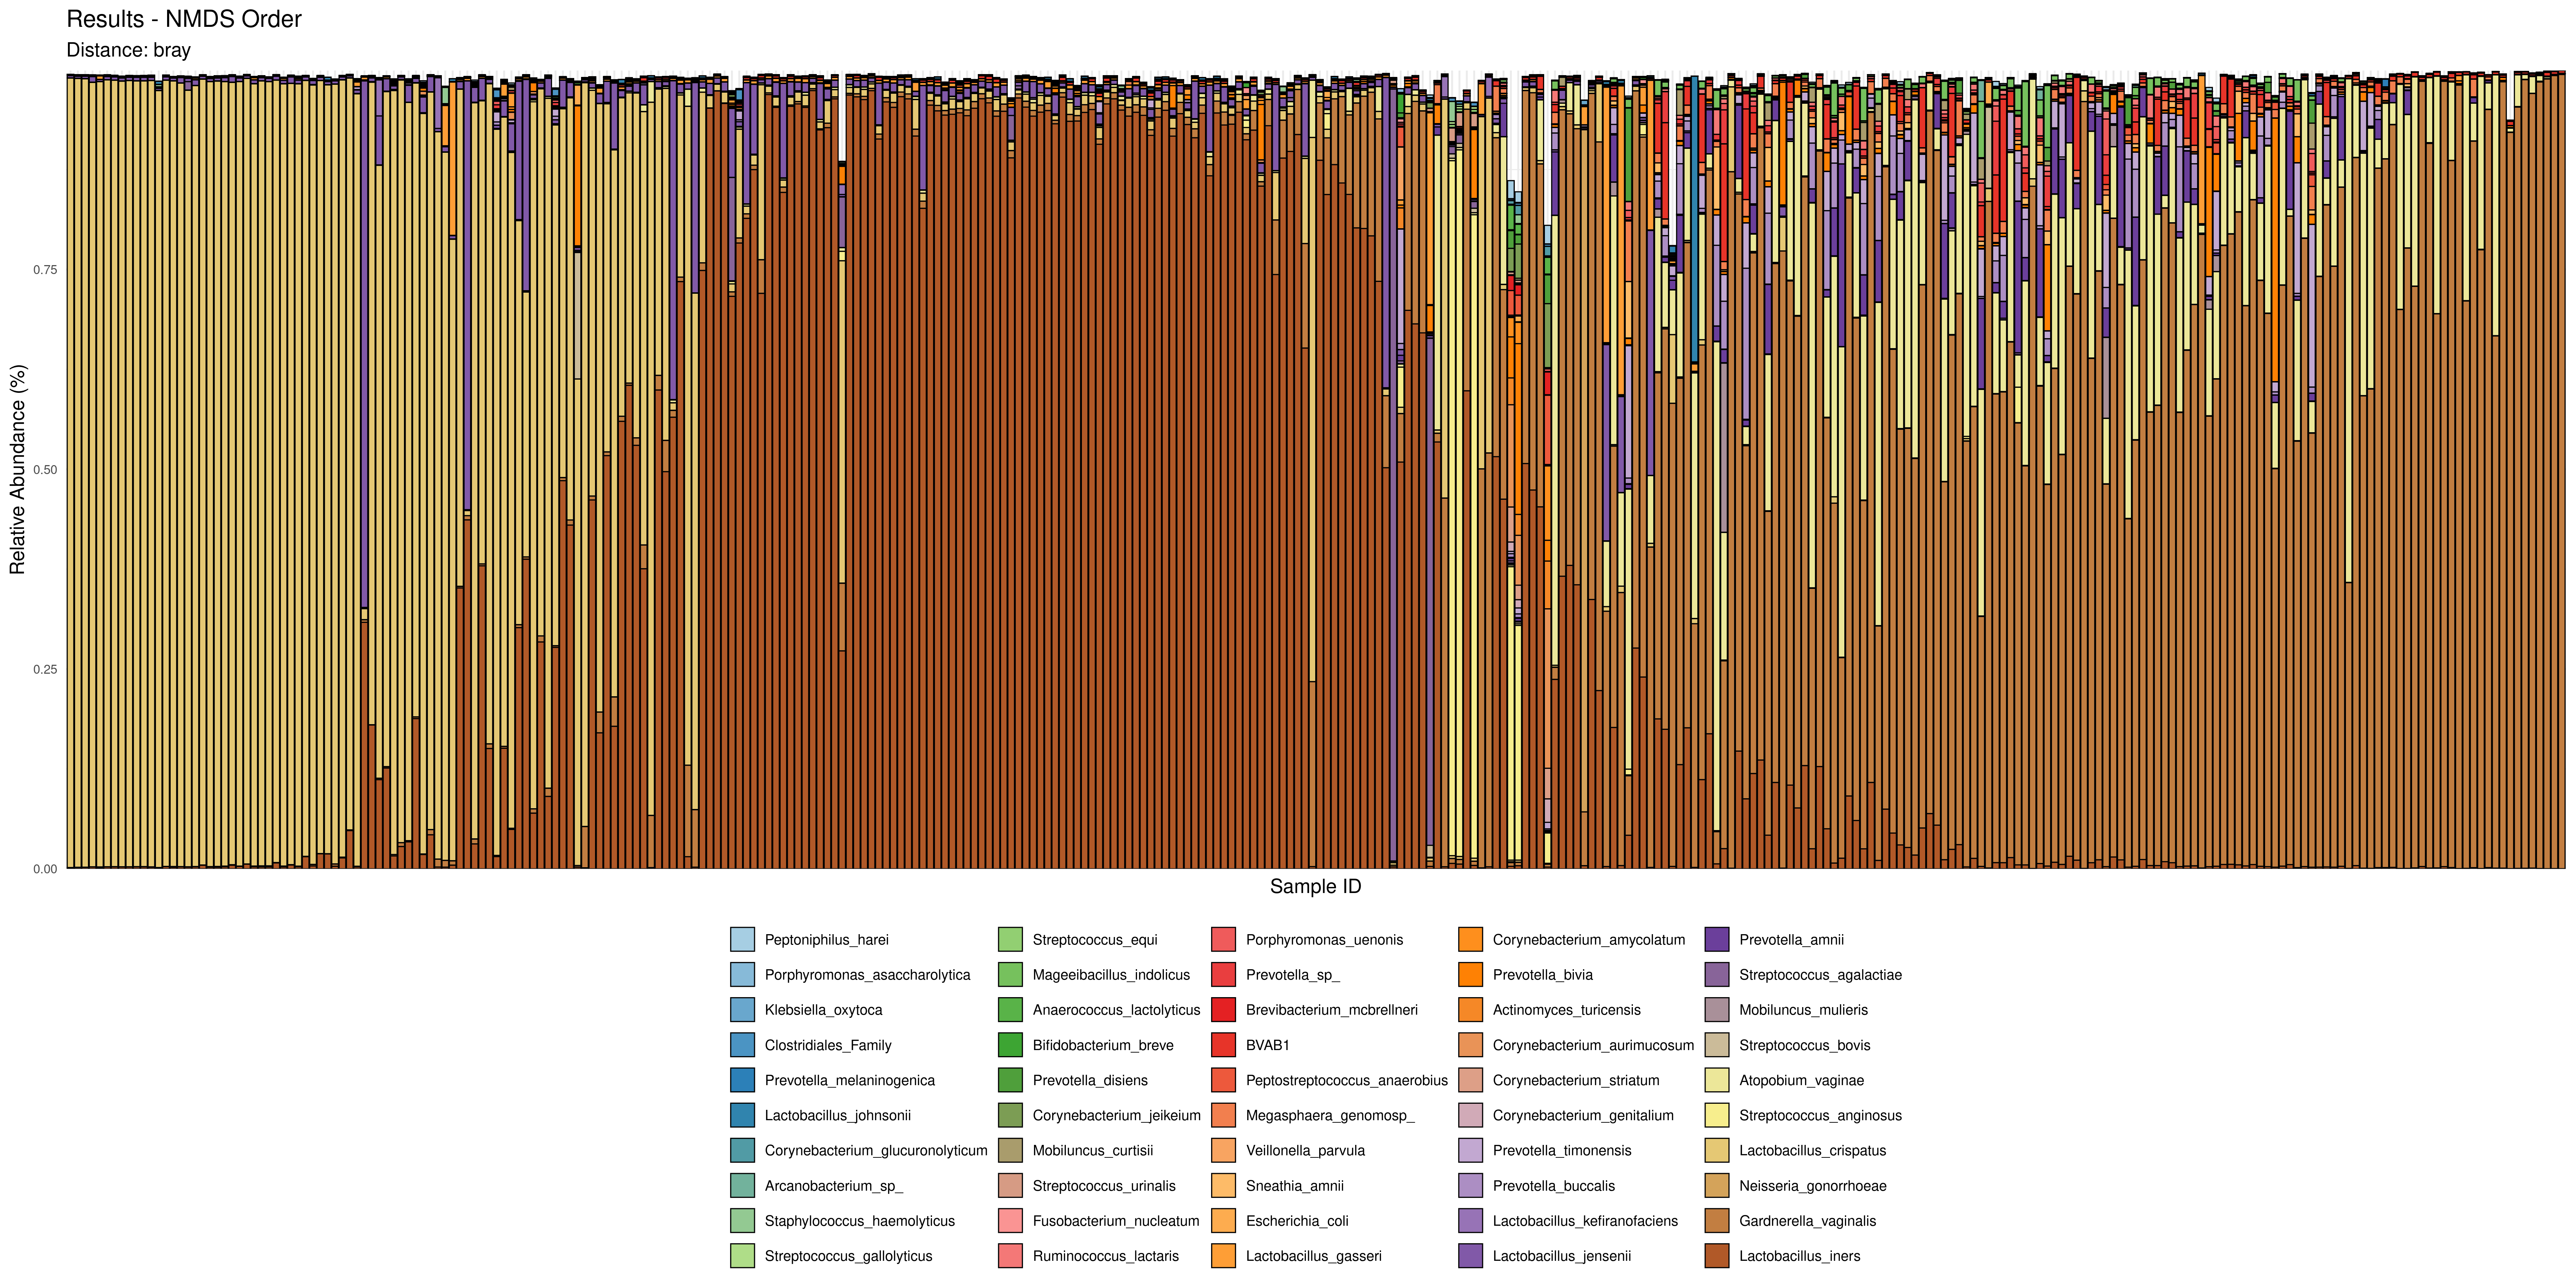 Results - NMDS Order
Distance: bray
Relative Abundance (%)
0.75
0.50
0.25
0.00
Sample ID
Peptoniphilus_harei
Porphyromonas_asaccharolytica
Klebsiella_oxytoca
Clostridiales_Family
Prevotella_melaninogenica
Lactobacillus_johnsonii
Corynebacterium_glucuronolyticum
Arcanobacterium_sp_
Staphylococcus_haemolyticus
Streptococcus_gallolyticus
Streptococcus_equi
Mageeibacillus_indolicus
Anaerococcus_lactolyticus
Bifidobacterium_breve
Prevotella_disiens
Corynebacterium_jeikeium
Mobiluncus_curtisii
Streptococcus_urinalis
Fusobacterium_nucleatum
Ruminococcus_lactaris
Porphyromonas_uenonis
Prevotella_sp_
Brevibacterium_mcbrellneri
BVAB1
Peptostreptococcus_anaerobius
Megasphaera_genomosp_
Veillonella_parvula
Sneathia_amnii
Escherichia_coli
Lactobacillus_gasseri
Corynebacterium_amycolatum
Prevotella_bivia
Actinomyces_turicensis
Corynebacterium_aurimucosum
Corynebacterium_striatum
Corynebacterium_genitalium
Prevotella_timonensis
Prevotella_buccalis
Lactobacillus_kefiranofaciens
Lactobacillus_jensenii
Prevotella_amnii
Streptococcus_agalactiae
Mobiluncus_mulieris
Streptococcus_bovis
Atopobium_vaginae
Streptococcus_anginosus
Lactobacillus_crispatus
Neisseria_gonorrhoeae
Gardnerella_vaginalis
Lactobacillus_iners